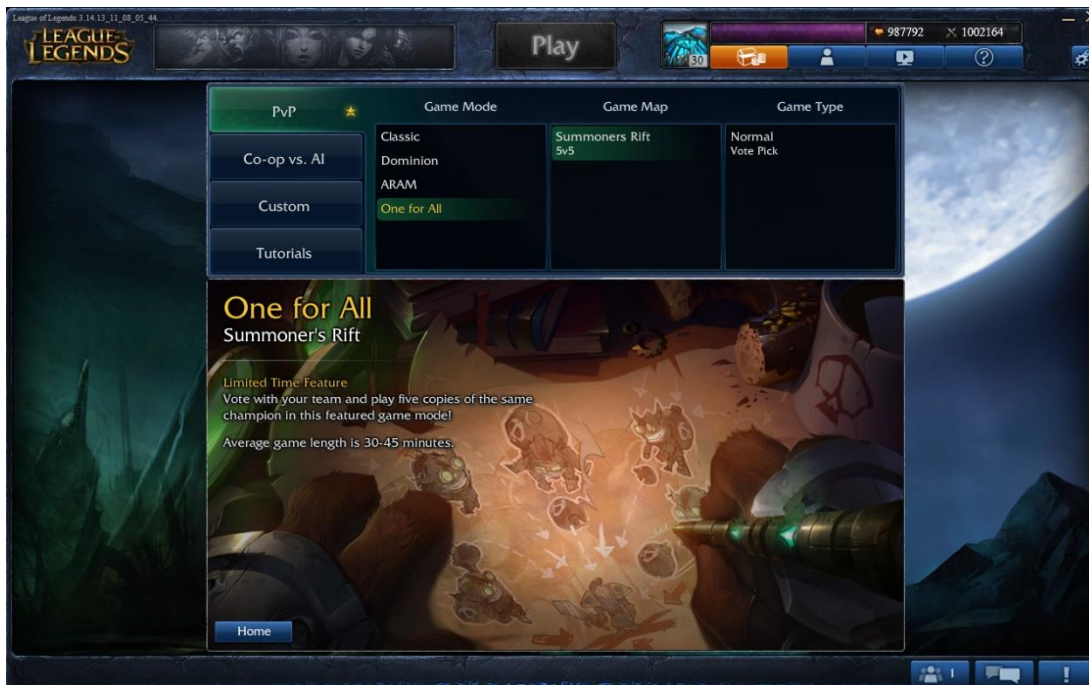 League of Legends 3.14.13_11_08_05_44
LEAGUE OF LEGENDS
Play
30
987792
1002164
PvP
Co-op vs. AI
Custom
Tutorials
Game Mode
Classic
Dominion
ARAM
One for All
Game Map
Summoners Rift
5v5
Game Type
Normal
Vote Pick
One for All
Summoner's Rift
Limited Time Feature
Vote with your team and play five copies of the same
champion in this featured game mode!
Average game length is 30-45 minutes.
Home
1